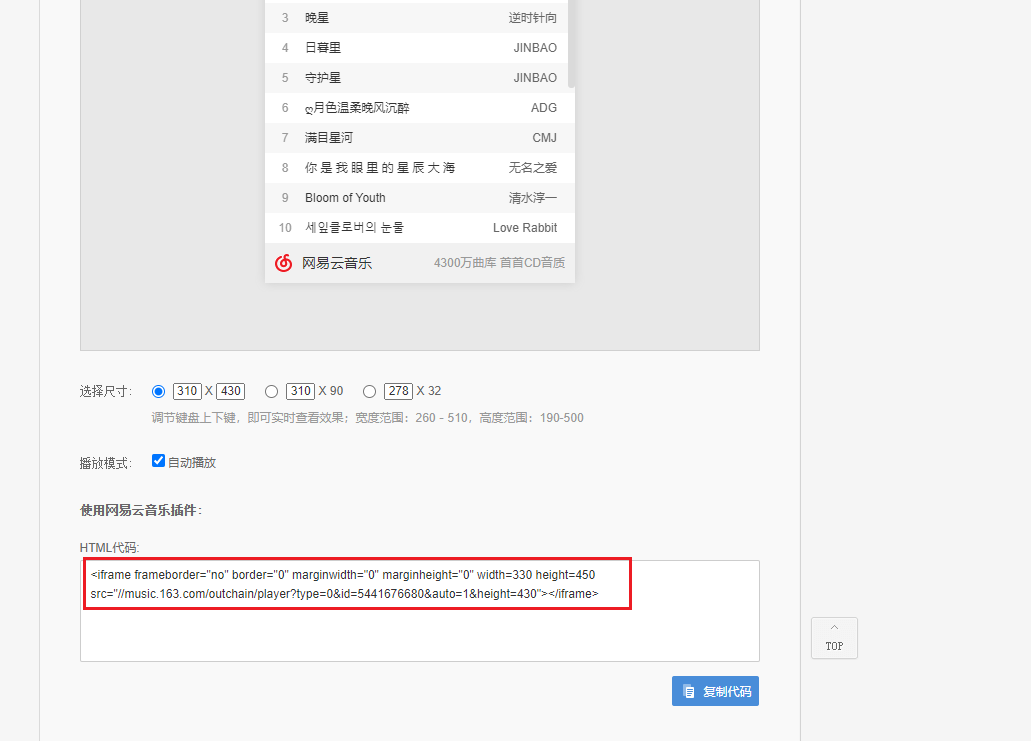 3 晚星 逆时针向
4 日暮里 JINBAO
5 守护星 JINBAO
6 ღ月色温柔晚风沉醉 ADG
7 满目星河 CMJ
8 你 是 我 眼 里 的 星 辰 大 海 无名之爱
9 Bloom of Youth 清水淳一
10 세잎클로버의 눈물 Love Rabbit
网易云音乐 4300万曲库 首首CD音质
选择尺寸： 310 X 430 310 X 90 278 X 32
调节键盘上下键，即可实时查看效果；宽度范围：260 - 510，高度范围：190-500
播放模式： 自动播放
使用网易云音乐插件：
HTML代码:
<iframe frameborder="no" border="0" marginwidth="0" marginheight="0" width=330 height=450
src="//music.163.com/outchain/player?type=0&id=5441676680&auto=1&height=430"></iframe>
TOP
复制代码